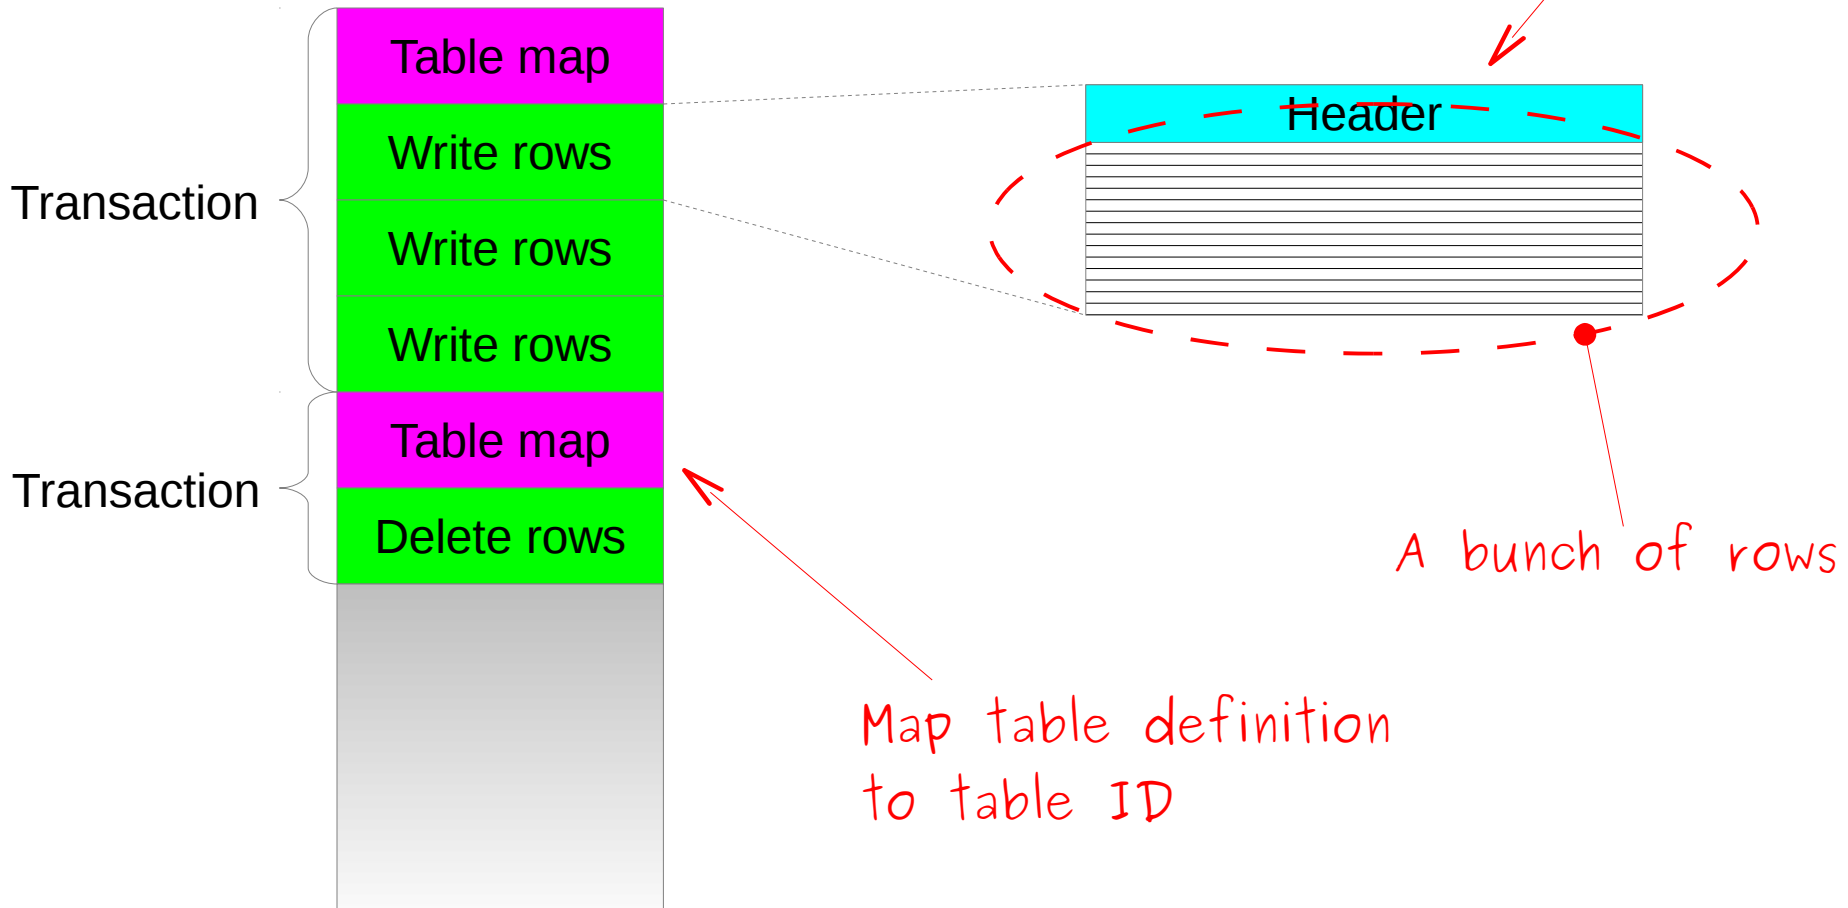 Table map
Header
Write rows
Transaction
Write rows
Write rows
Table map
Transaction
Delete rows
A bunch of rows
Map table definition
to table ID